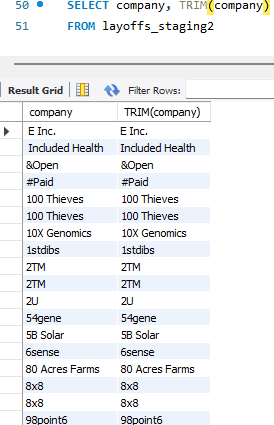 50 SELECT company, TRIM(company)
51 FROM layoffs_staging2
Result Grid Filter Rows:
company TRIM(company)
E Inc. E Inc.
Included Health Included Health
&Open &Open
#Paid #Paid
100 Thieves 100 Thieves
100 Thieves 100 Thieves
10X Genomics 10X Genomics
1stdibs 1stdibs
2TM 2TM
2TM 2TM
2U 2U
54gene 54gene
5B Solar 5B Solar
6sense 6sense
80 Acres Farms 80 Acres Farms
8x8 8x8
8x8 8x8
98point6 98point6